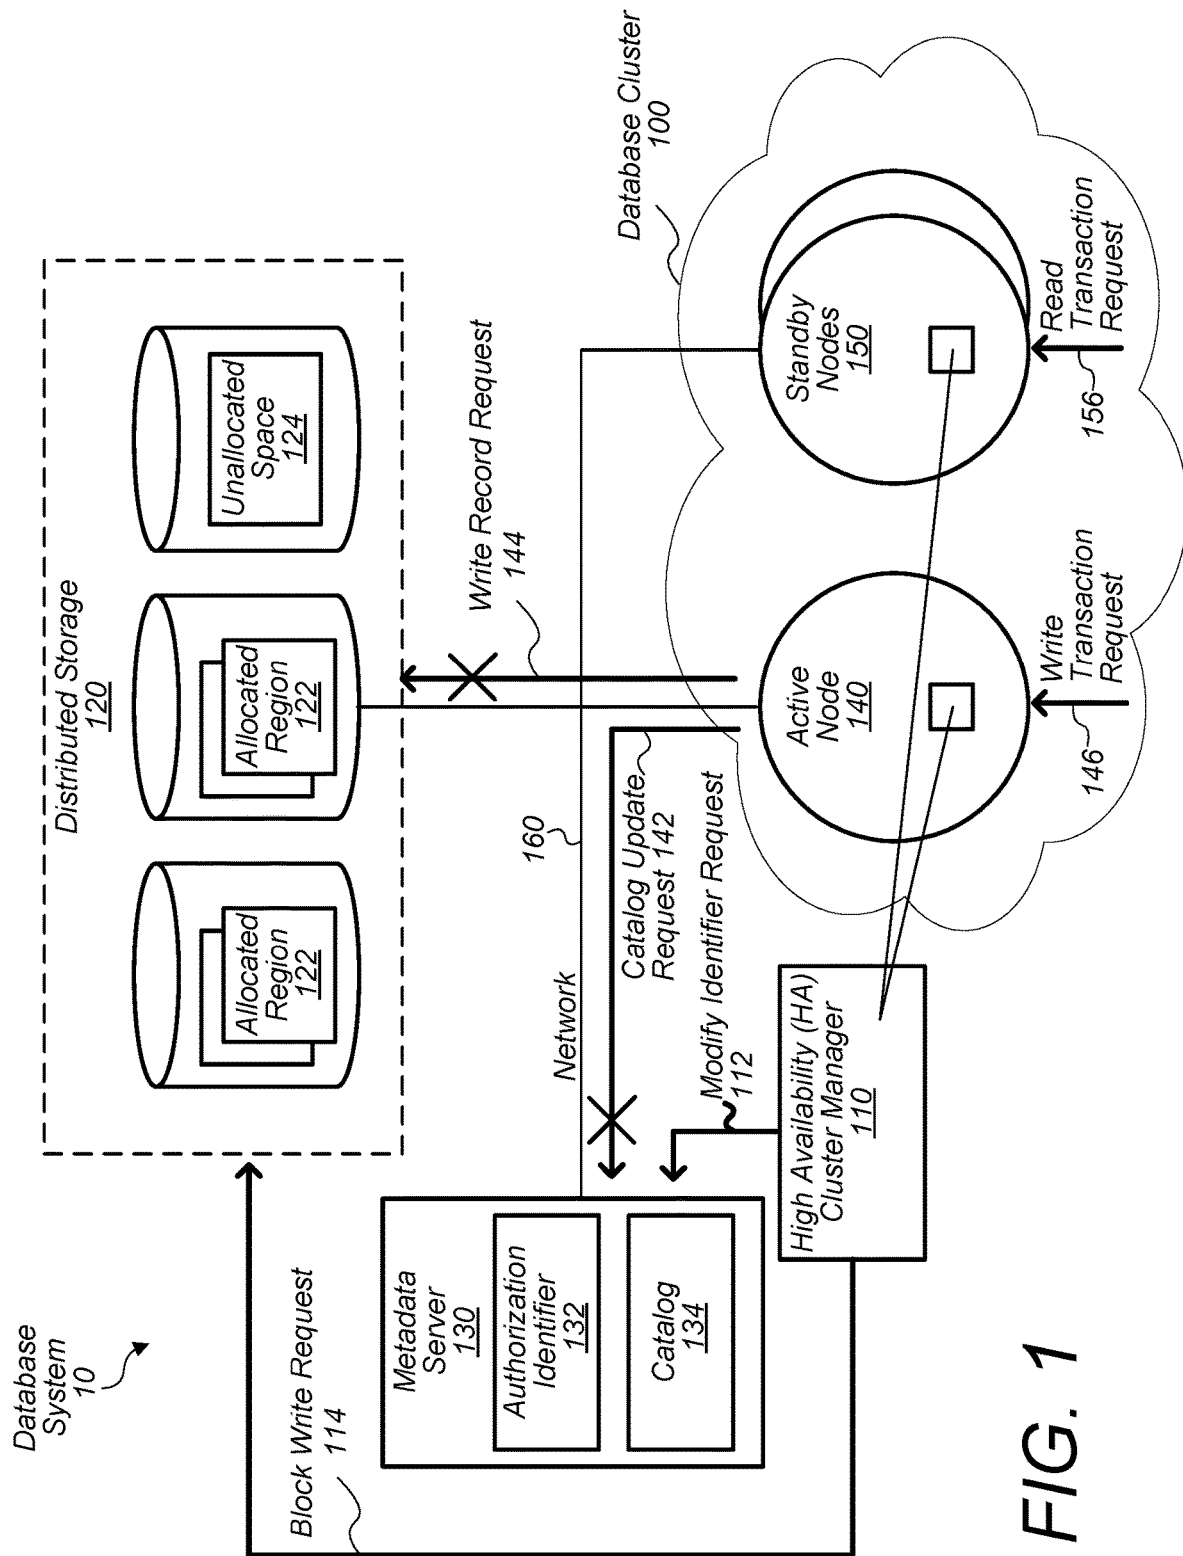 Database
System
10
Block Write Request
114
Distributed Storage
120
Allocated
Region
122
Allocated
Region
122
Unallocated
Space
124
Metadata
Server
130
Authorization
Identifier
132
Catalog
134
Network
160
Write Record Request
144
Catalog Update
Request 142
Modify Identifier Request
112
Database Cluster
100
High Availability (HA)
Cluster Manager
110
Active
Node
140
Standby
Nodes
150
146
Write
Transaction
Request
156
Read
Transaction
Request
FIG. 1